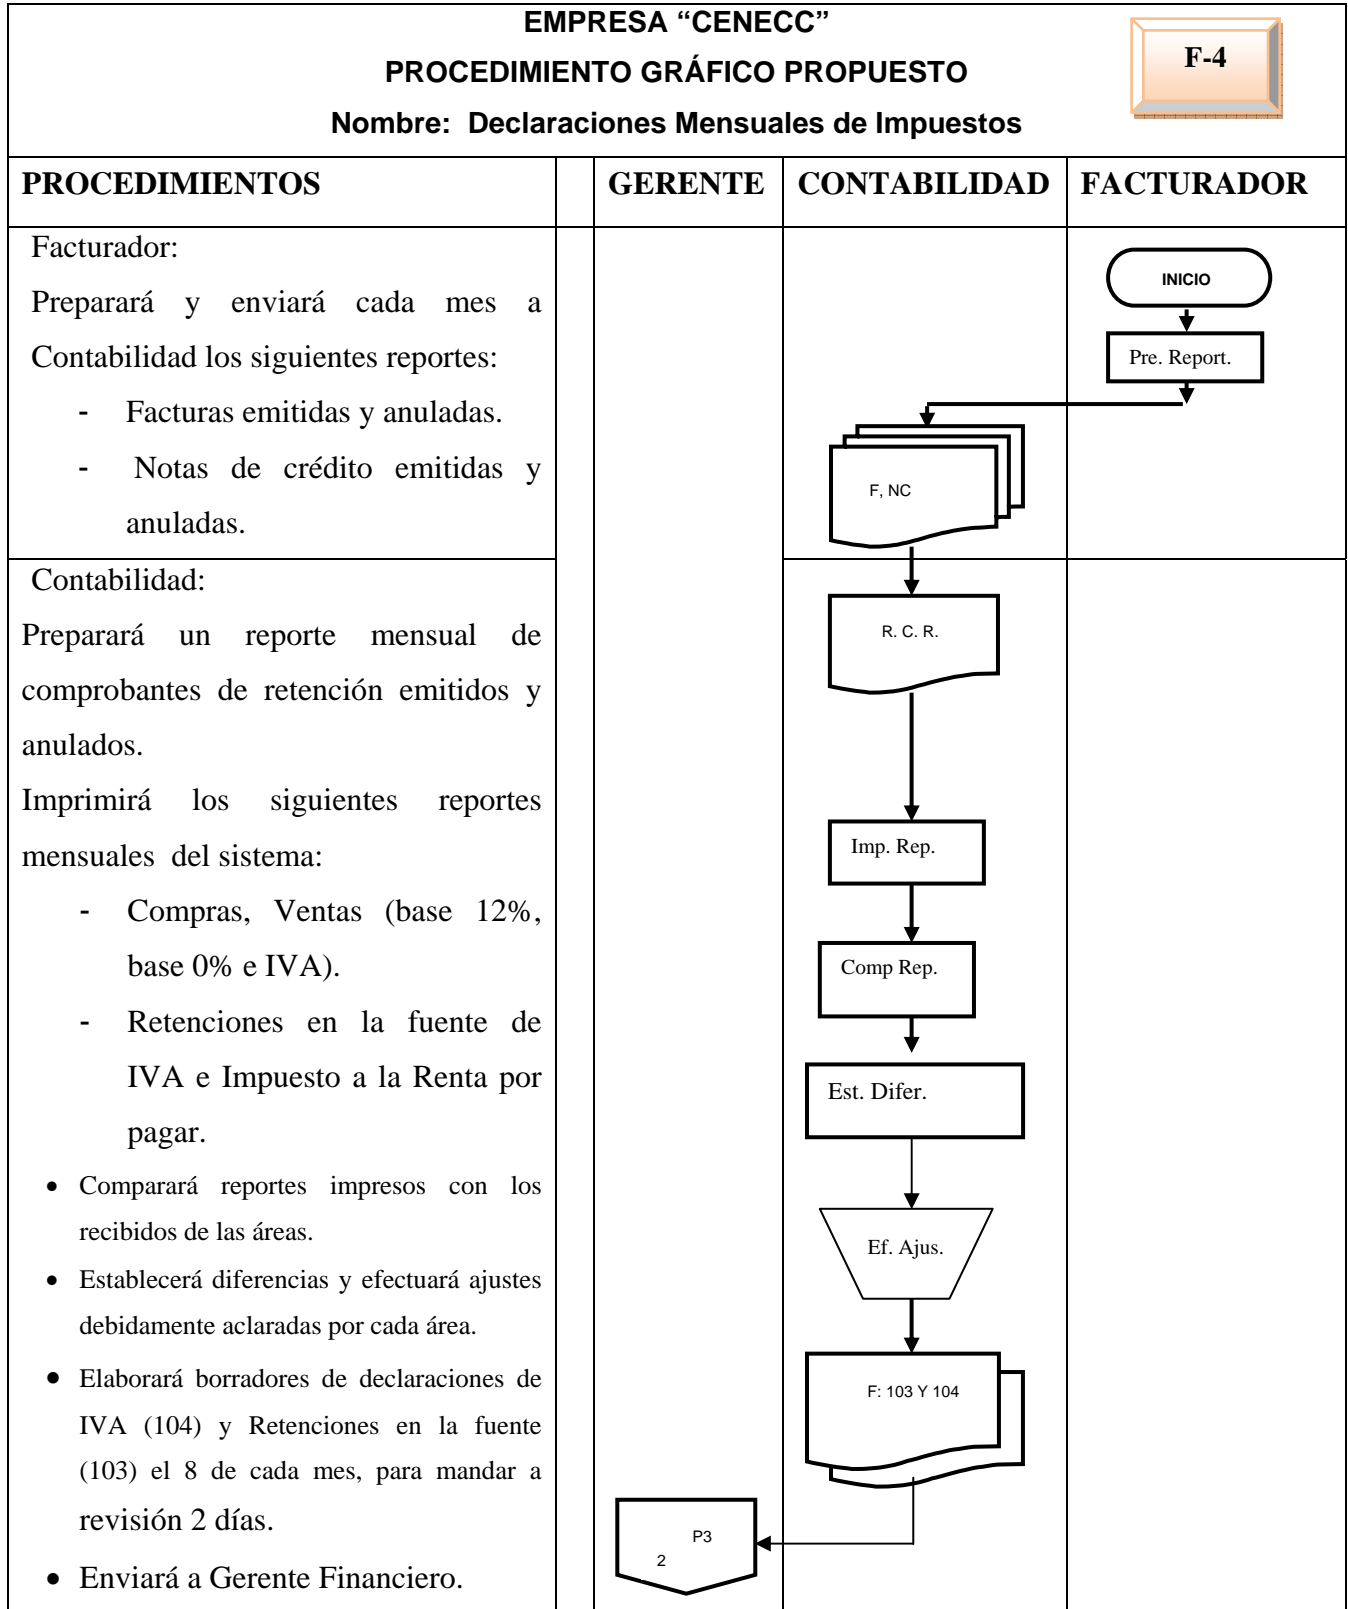 EMPRESA “CENECC”
PROCEDIMIENTO GRÁFICO PROPUESTO
Nombre: Declaraciones Mensuales de Impuestos
F-4
PROCEDIMIENTOS GERENTE CONTABILIDAD FACTURADOR
Facturador:
Preparará y enviará cada mes a
Contabilidad los siguientes reportes:
- Facturas emitidas y anuladas.
- Notas de crédito emitidas y
anuladas.
INICIO
Pre. Report.
F, NC
Contabilidad:
Preparará un reporte mensual de
comprobantes de retención emitidos y
anulados.
Imprimirá los siguientes reportes
mensuales del sistema:
- Compras, Ventas (base 12%,
base 0% e IVA).
- Retenciones en la fuente de
IVA e Impuesto a la Renta por
pagar.
• Comparará reportes impresos con los
recibidos de las áreas.
• Establecerá diferencias y efectuará ajustes
debidamente aclaradas por cada área.
• Elaborará borradores de declaraciones de
IVA (104) y Retenciones en la fuente
(103) el 8 de cada mes, para mandar a
revisión 2 días.
• Enviará a Gerente Financiero.
R. C. R.
Imp. Rep.
Comp Rep.
Est. Difer.
Ef. Ajus.
F: 103 Y 104
P3
2